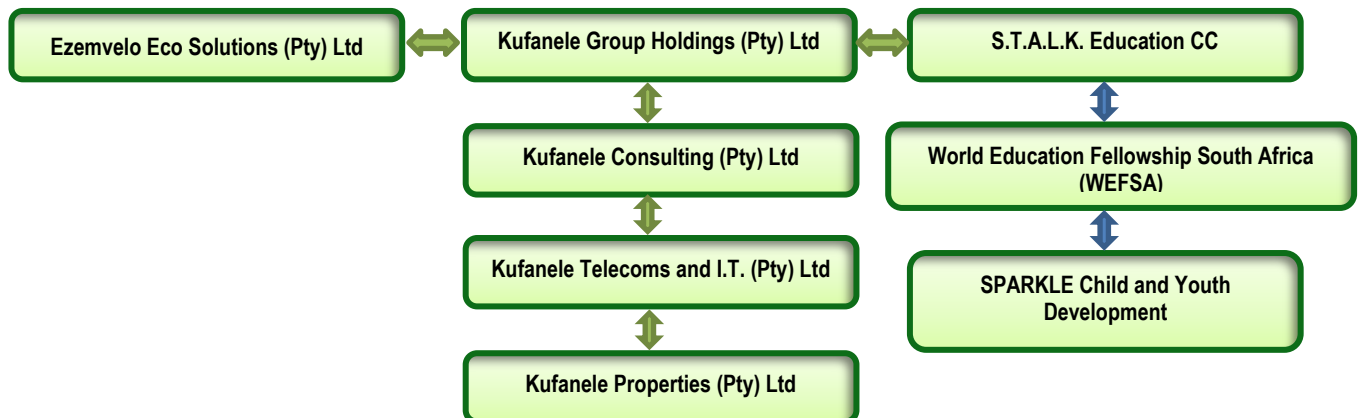 Ezemvelo Eco Solutions (Pty) Ltd
Kufanele Group Holdings (Pty) Ltd
S.T.A.L.K. Education CC
Kufanele Consulting (Pty) Ltd
World Education Fellowship South Africa
(WEFSA)
Kufanele Telecoms and I.T. (Pty) Ltd
SPARKLE Child and Youth
Development
Kufanele Properties (Pty) Ltd